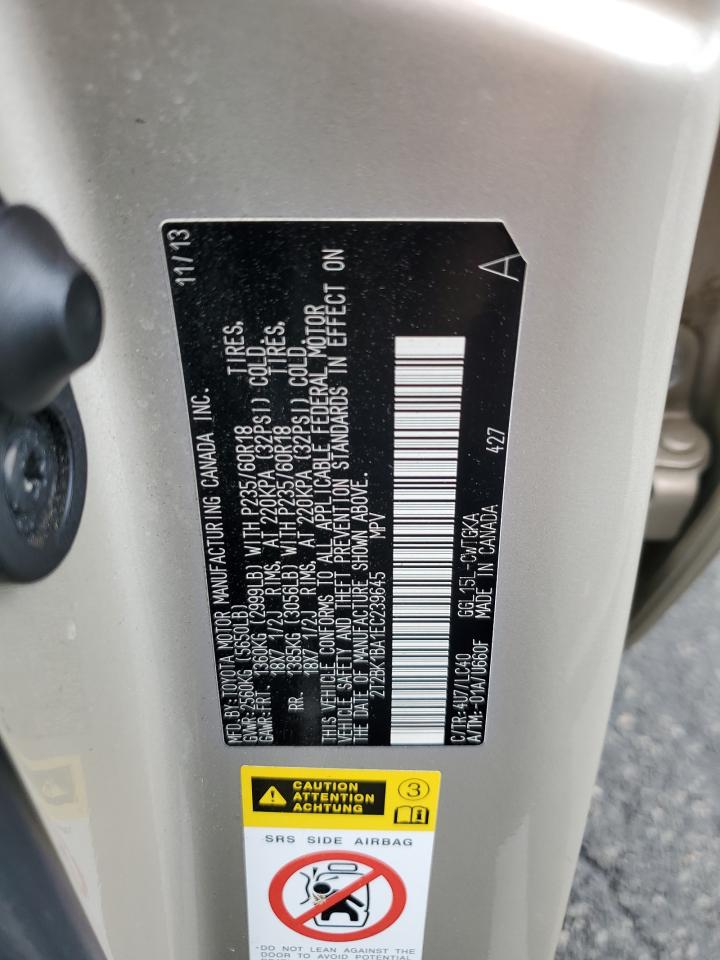 MFD.BY:TOYOTA MOTOR MANUFACTURING CANADA INC. 11/13
GVWR:2560KG (5650LB)
GAWR:FRT. 1360KG (2999LB) WITH P235/60R18 TIRES,
18X7 1/2J RIMS, AT 220KPA (32PSI) COLD.
RR. 1385KG (3056LB) WITH P235/60R18 TIRES,
18X7 1/2J RIMS, AT 220KPA (32PSI) COLD.
THIS VEHICLE CONFORMS TO ALL APPLICABLE FEDERAL MOTOR
VEHICLE SAFETY AND THEFT PREVENTION STANDARDS IN EFFECT ON
THE DATE OF MANUFACTURE SHOWN ABOVE.
2T2BK1BA1EC239645 MPV
C/TR:4U7/LC40 GGL15L-CWTGKA
A/TM:-01A/U660F MADE IN CANADA 427
A
CAUTION
ATTENTION
ACHTUNG
3
i
SRS SIDE AIRBAG
-DO NOT LEAN AGAINST THE
DOOR TO AVOID POTENTIAL